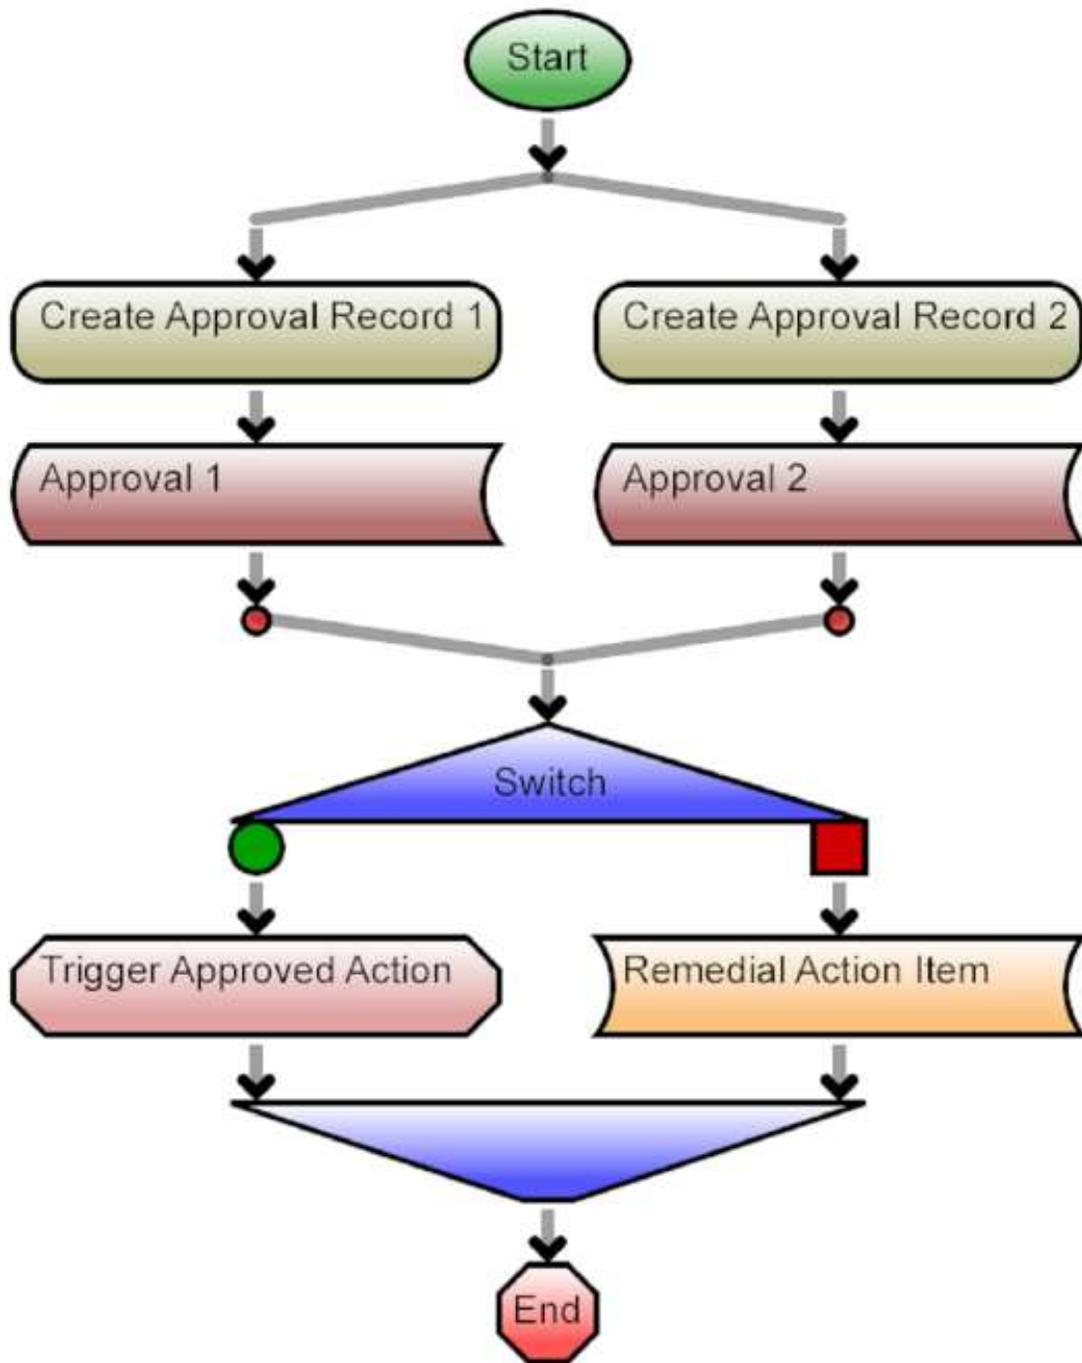 Start
Create Approval Record 1
Create Approval Record 2
Approval 1
Approval 2
Switch
Trigger Approved Action
Remedial Action Item
End